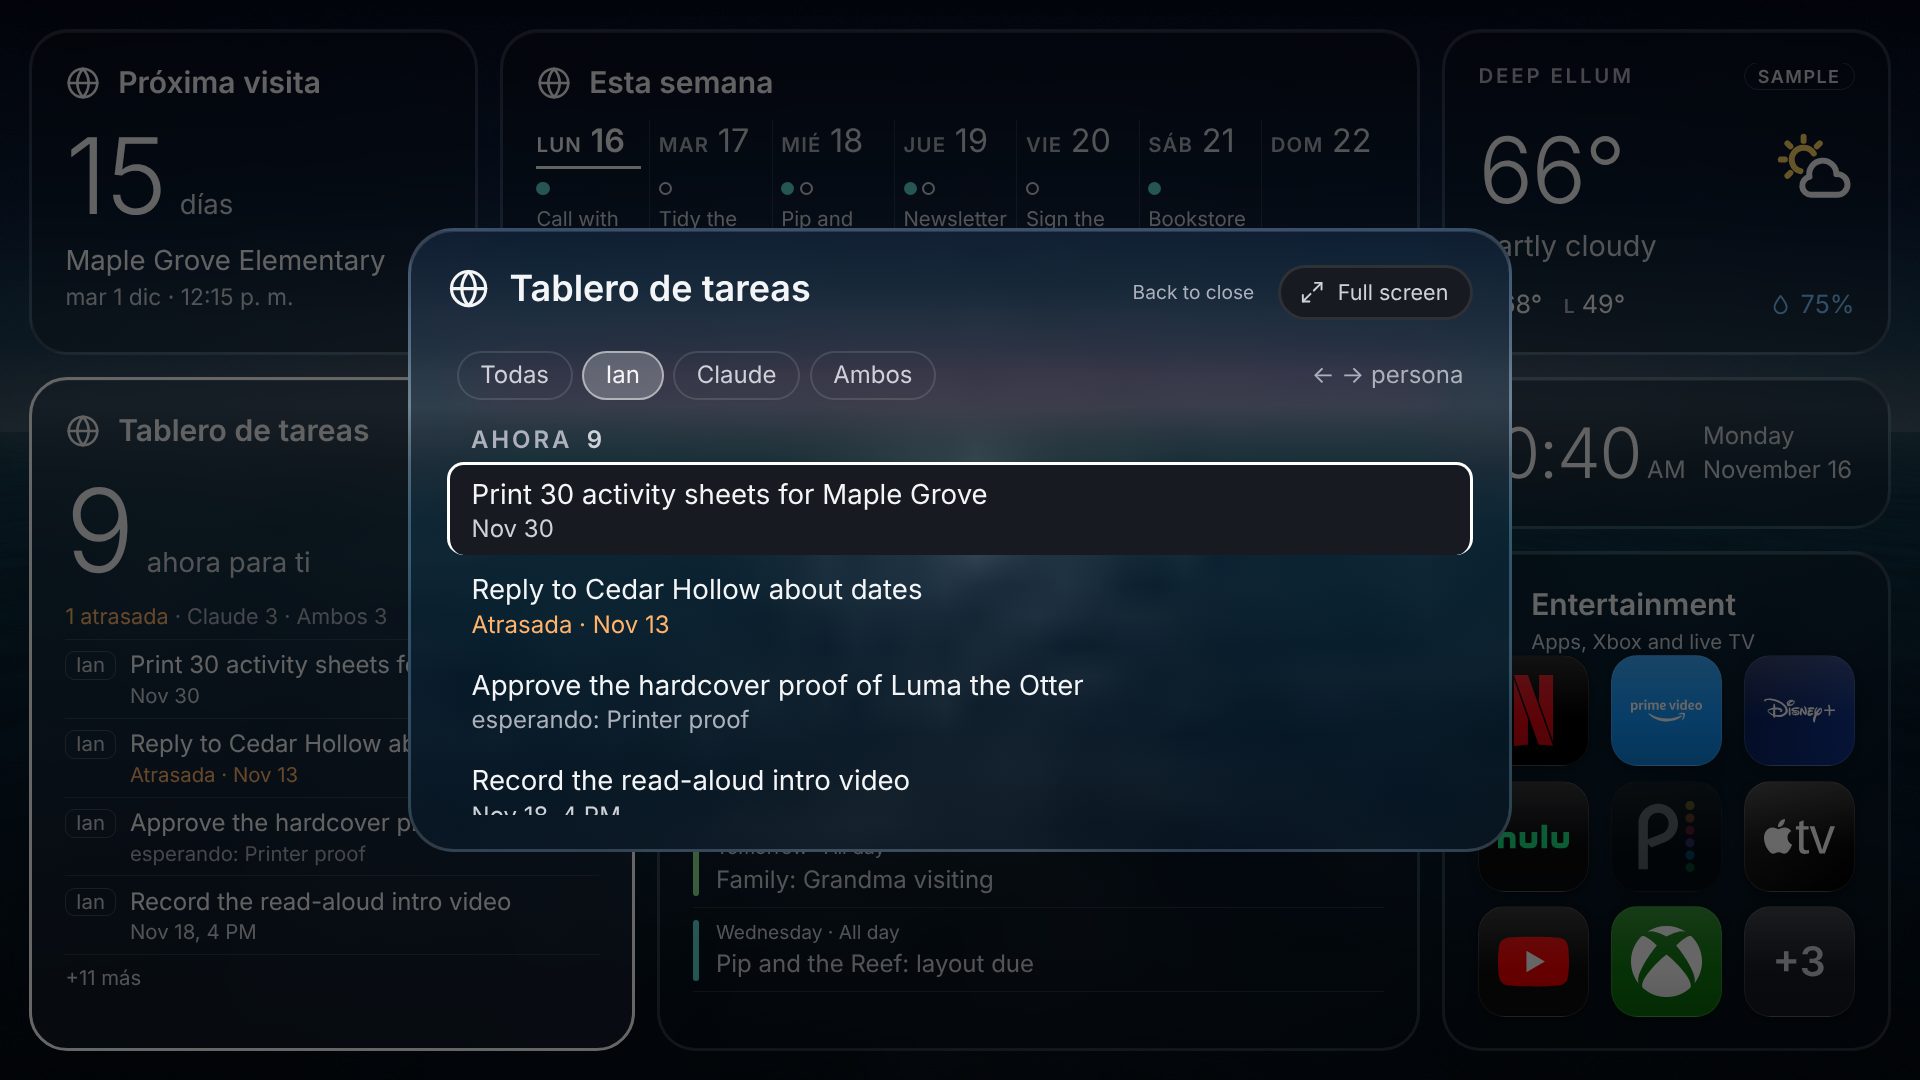 Próxima visita
15 días
Maple Grove Elementary
mar 1 dic · 12:15 p. m.
Esta semana
LUN 16
MAR 17
MIÉ 18
JUE 19
VIE 20
SÁB 21
DOM 22
Call with
Tidy the
Pip and
Newsletter
Sign the
Bookstore
DEEP ELLUM
SAMPLE
66°
artly cloudy
68°
L 49°
75%
Tablero de tareas
Back to close
Full screen
Todas
Ian
Claude
Ambos
← → persona
AHORA 9
Print 30 activity sheets for Maple Grove
Nov 30
Reply to Cedar Hollow about dates
Atrasada · Nov 13
Approve the hardcover proof of Luma the Otter
esperando: Printer proof
Record the read-aloud intro video
Nov 18, 4 PM
Tablero de tareas
9 ahora para ti
1 atrasada · Claude 3 · Ambos 3
Ian Print 30 activity sheets
Nov 30
Ian Reply to Cedar Hollow
Atrasada · Nov 13
Ian Approve the hardcover
esperando: Printer proof
Ian Record the read-aloud intro video
Nov 18, 4 PM
+11 más
Tomorrow · All day
Family: Grandma visiting
Wednesday · All day
Pip and the Reef: layout due
0:40 AM
Monday
November 16
Entertainment
Apps, Xbox and live TV
N
prime video
Disney+
hulu
P
tv
+3